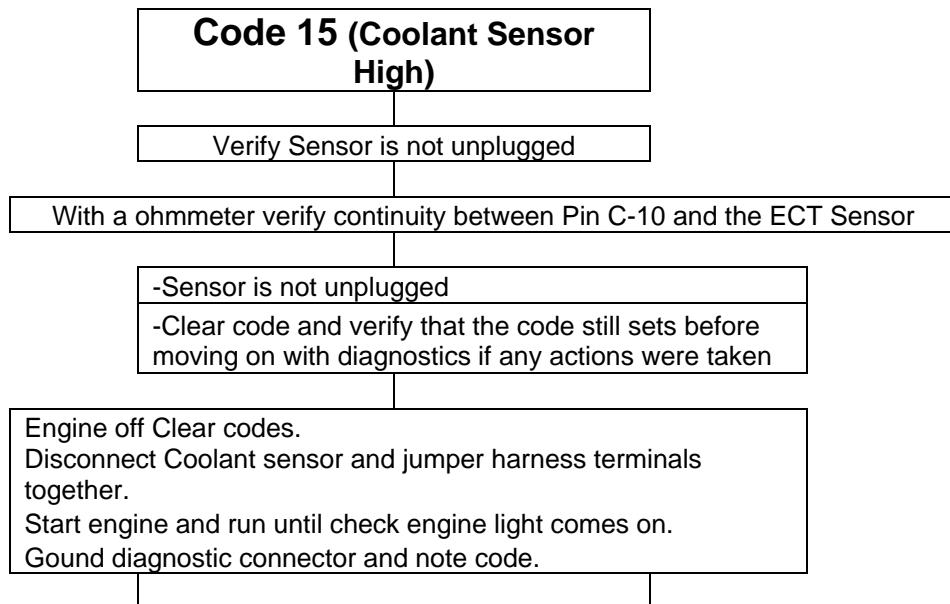 Code 15 (Coolant Sensor
High)
Verify Sensor is not unplugged
With a ohmmeter verify continuity between Pin C-10 and the ECT Sensor
-Sensor is not unplugged
-Clear code and verify that the code still sets before
moving on with diagnostics if any actions were taken
Engine off Clear codes.
Disconnect Coolant sensor and jumper harness terminals
together.
Start engine and run until check engine light comes on.
Gound diagnostic connector and note code.